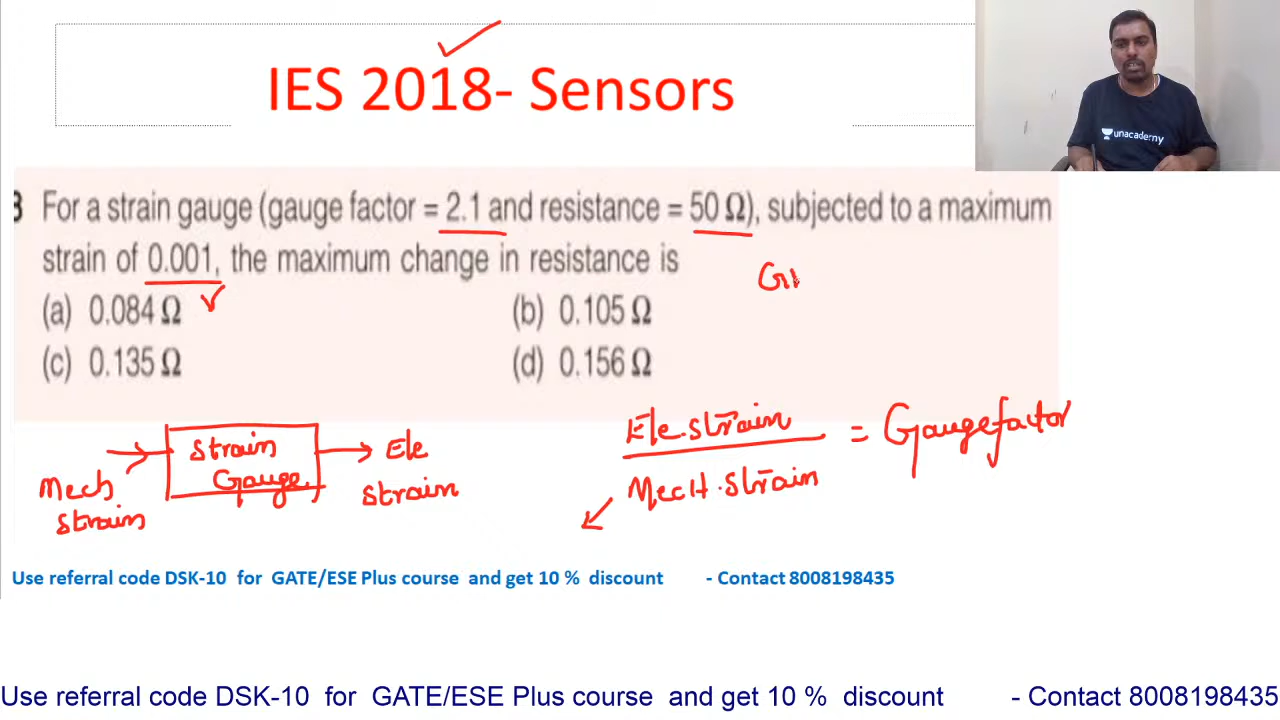 IES 2018- Sensors
unacademy
3 For a strain gauge (gauge factor = 2.1 and resistance = 50 Ω), subjected to a maximum
strain of 0.001, the maximum change in resistance is
(a) 0.084 Ω (b) 0.105 Ω
(c) 0.135 Ω (d) 0.156 Ω
Mech
strain
Strain
Gauge
Ele
strain
Ele.strain
Mech.strain
= Gaugefactor
Use referral code DSK-10 for GATE/ESE Plus course and get 10 % discount - Contact 8008198435
Use referral code DSK-10 for GATE/ESE Plus course and get 10 % discount - Contact 8008198435